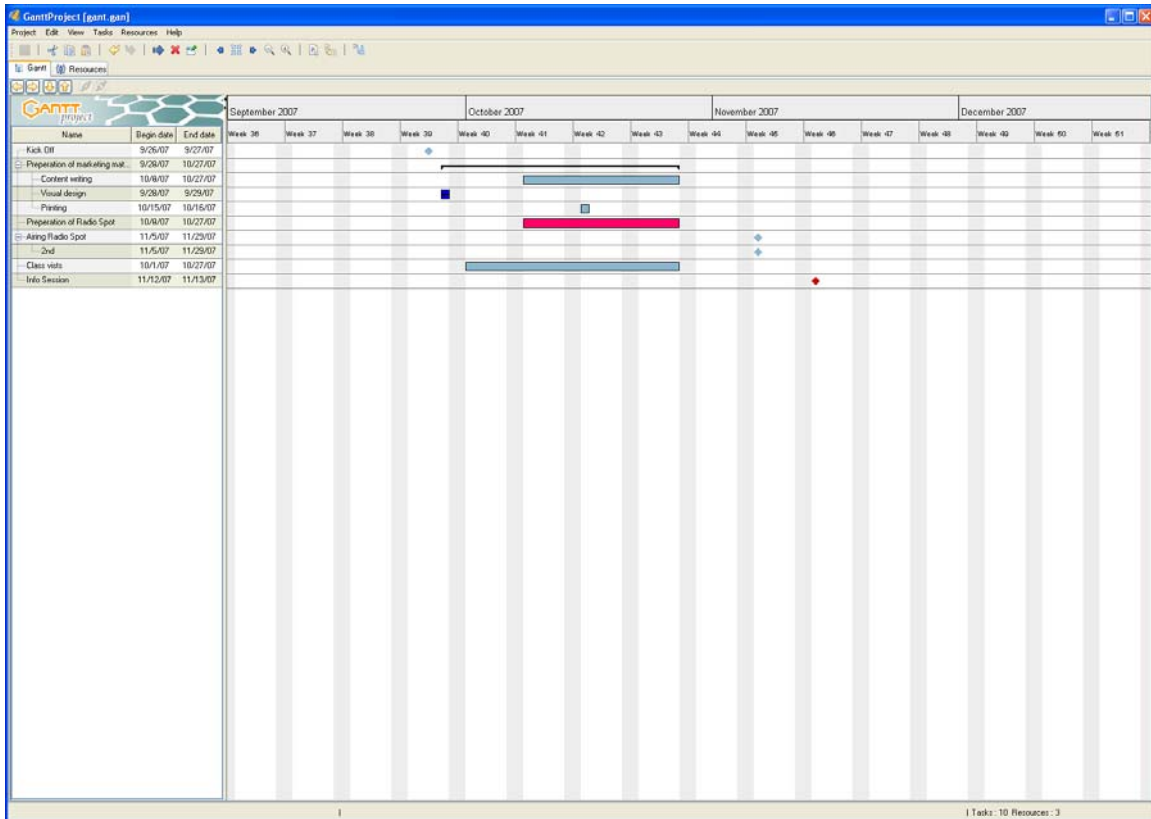 GanttProject [gant.gan]
Project Edit View Tasks Resources Help
Gantt Resources
GANTT project
September 2007 October 2007 November 2007 December 2007
Name Begin date End date Week 36 Week 37 Week 38 Week 39 Week 40 Week 41 Week 42 Week 43 Week 44 Week 45 Week 46 Week 47 Week 48 Week 49 Week 50 Week 51
Kick Off 9/26/07 9/27/07
Preperation of marketing mat... 9/28/07 10/27/07
Content writing 10/8/07 10/27/07
Visual design 9/28/07 9/29/07
Printing 10/15/07 10/16/07
Preperation of Radio Spot 10/8/07 10/27/07
Airing Radio Spot 11/5/07 11/29/07
2nd 11/5/07 11/29/07
Class vists 10/1/07 10/27/07
Info Session 11/12/07 11/13/07
Tasks : 10 Resources : 3